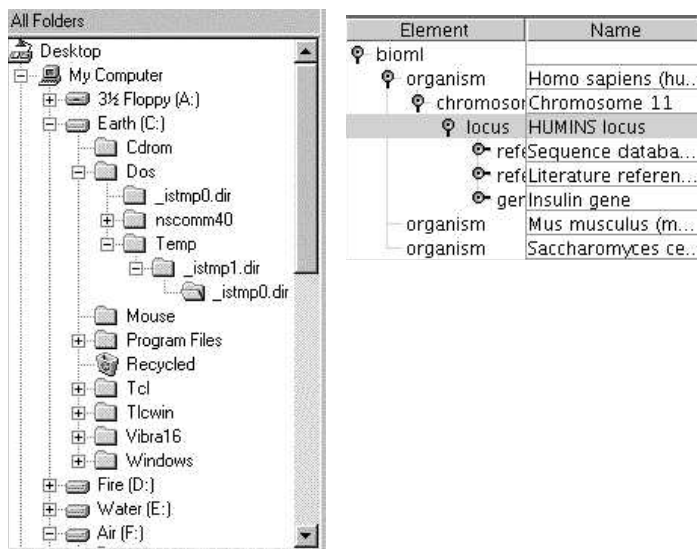 All Folders
Desktop
My Computer
3½ Floppy (A:)
Earth (C:)
Cdrom
Dos
_istmp0.dir
nscomm40
Temp
_istmp1.dir
_istmp0.dir
Mouse
Program Files
Recycled
Tcl
Tlcwin
Vibra16
Windows
Fire (D:)
Water (E:)
Air (F:)
Element Name
bioml
organism Homo sapiens (hu...
chromosor Chromosome 11
locus HUMINS locus
refe Sequence databa...
refe Literature referen...
ger Insulin gene
organism Mus musculus (m...
organism Saccharomyces ce...